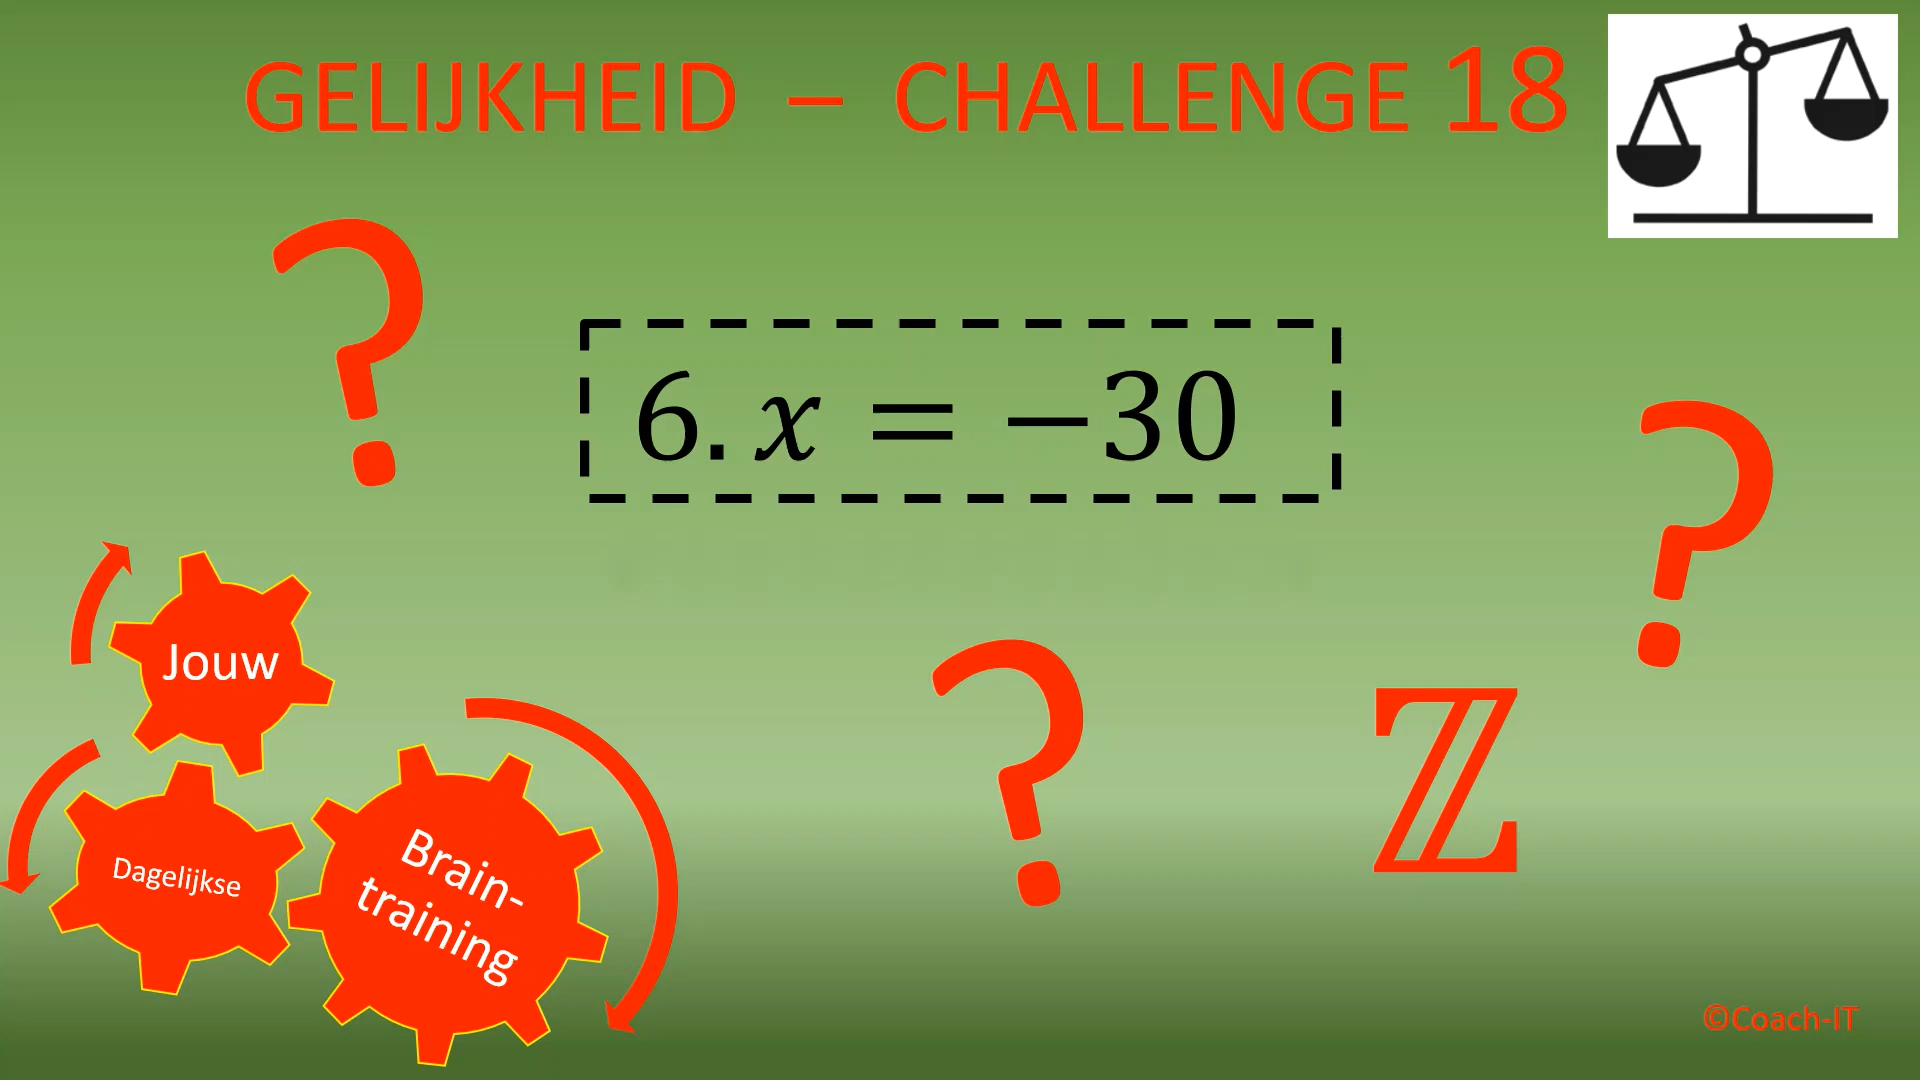 GELIJKHEID – CHALLENGE 18
?
6. x = −30
?
Jouw
?
ℤ
Dagelijkse
Brain-
training
©Coach-IT